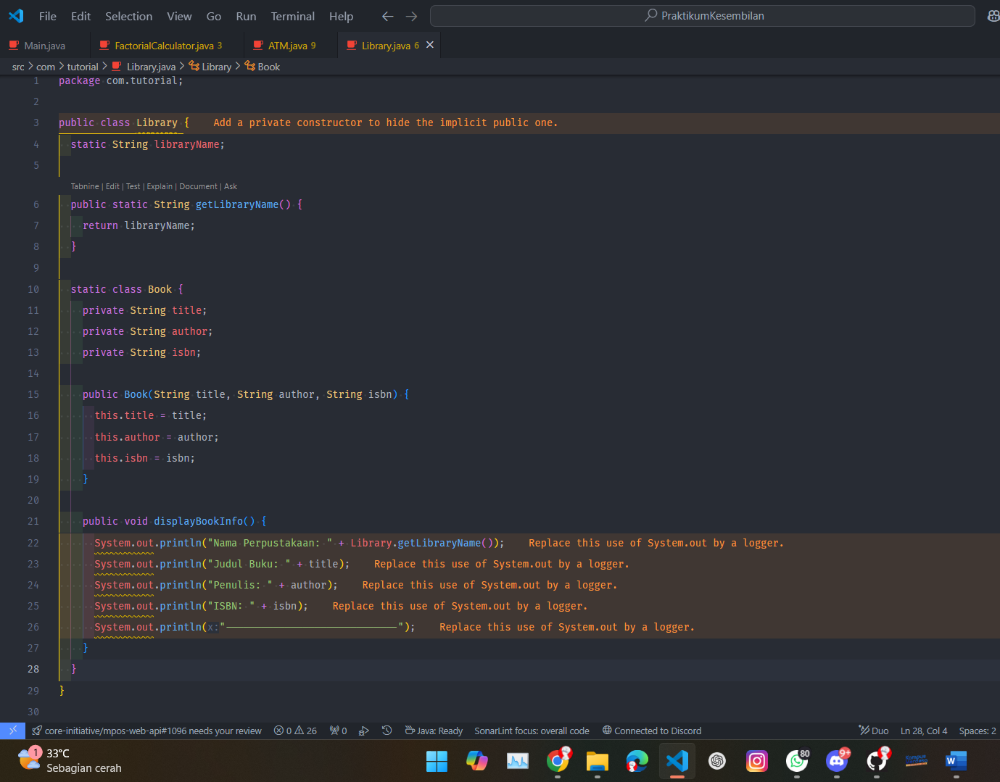 File Edit Selection View Go Run Terminal Help PraktikumKesembilan
Main.java FactorialCalculator.java 3 ATM.java 9 Library.java 6
src > com > tutorial > Library.java > Library > Book
1 package com.tutorial;
2
3 public class Library { Add a private constructor to hide the implicit public one.
4 static String libraryName;
5
Tabnine | Edit | Test | Explain | Document | Ask
6 public static String getLibraryName() {
7 return libraryName;
8 }
9
10 static class Book {
11 private String title;
12 private String author;
13 private String isbn;
14
15 public Book(String title, String author, String isbn) {
16 this.title = title;
17 this.author = author;
18 this.isbn = isbn;
19 }
20
21 public void displayBookInfo() {
22 System.out.println("Nama Perpustakaan: " + Library.getLibraryName()); Replace this use of System.out by a logger.
23 System.out.println("Judul Buku: " + title); Replace this use of System.out by a logger.
24 System.out.println("Penulis: " + author); Replace this use of System.out by a logger.
25 System.out.println("ISBN: " + isbn); Replace this use of System.out by a logger.
26 System.out.println(x:"-----------------------------"); Replace this use of System.out by a logger.
27 }
28 }
29 }
30
core-initiative/mpos-web-api#1096 needs your review 0 26 0 Java: Ready SonarLint focus: overall code Connected to Discord Duo Ln 28, Col 4 Spaces: 2
1 33°C
Sebagian cerah
80 9+